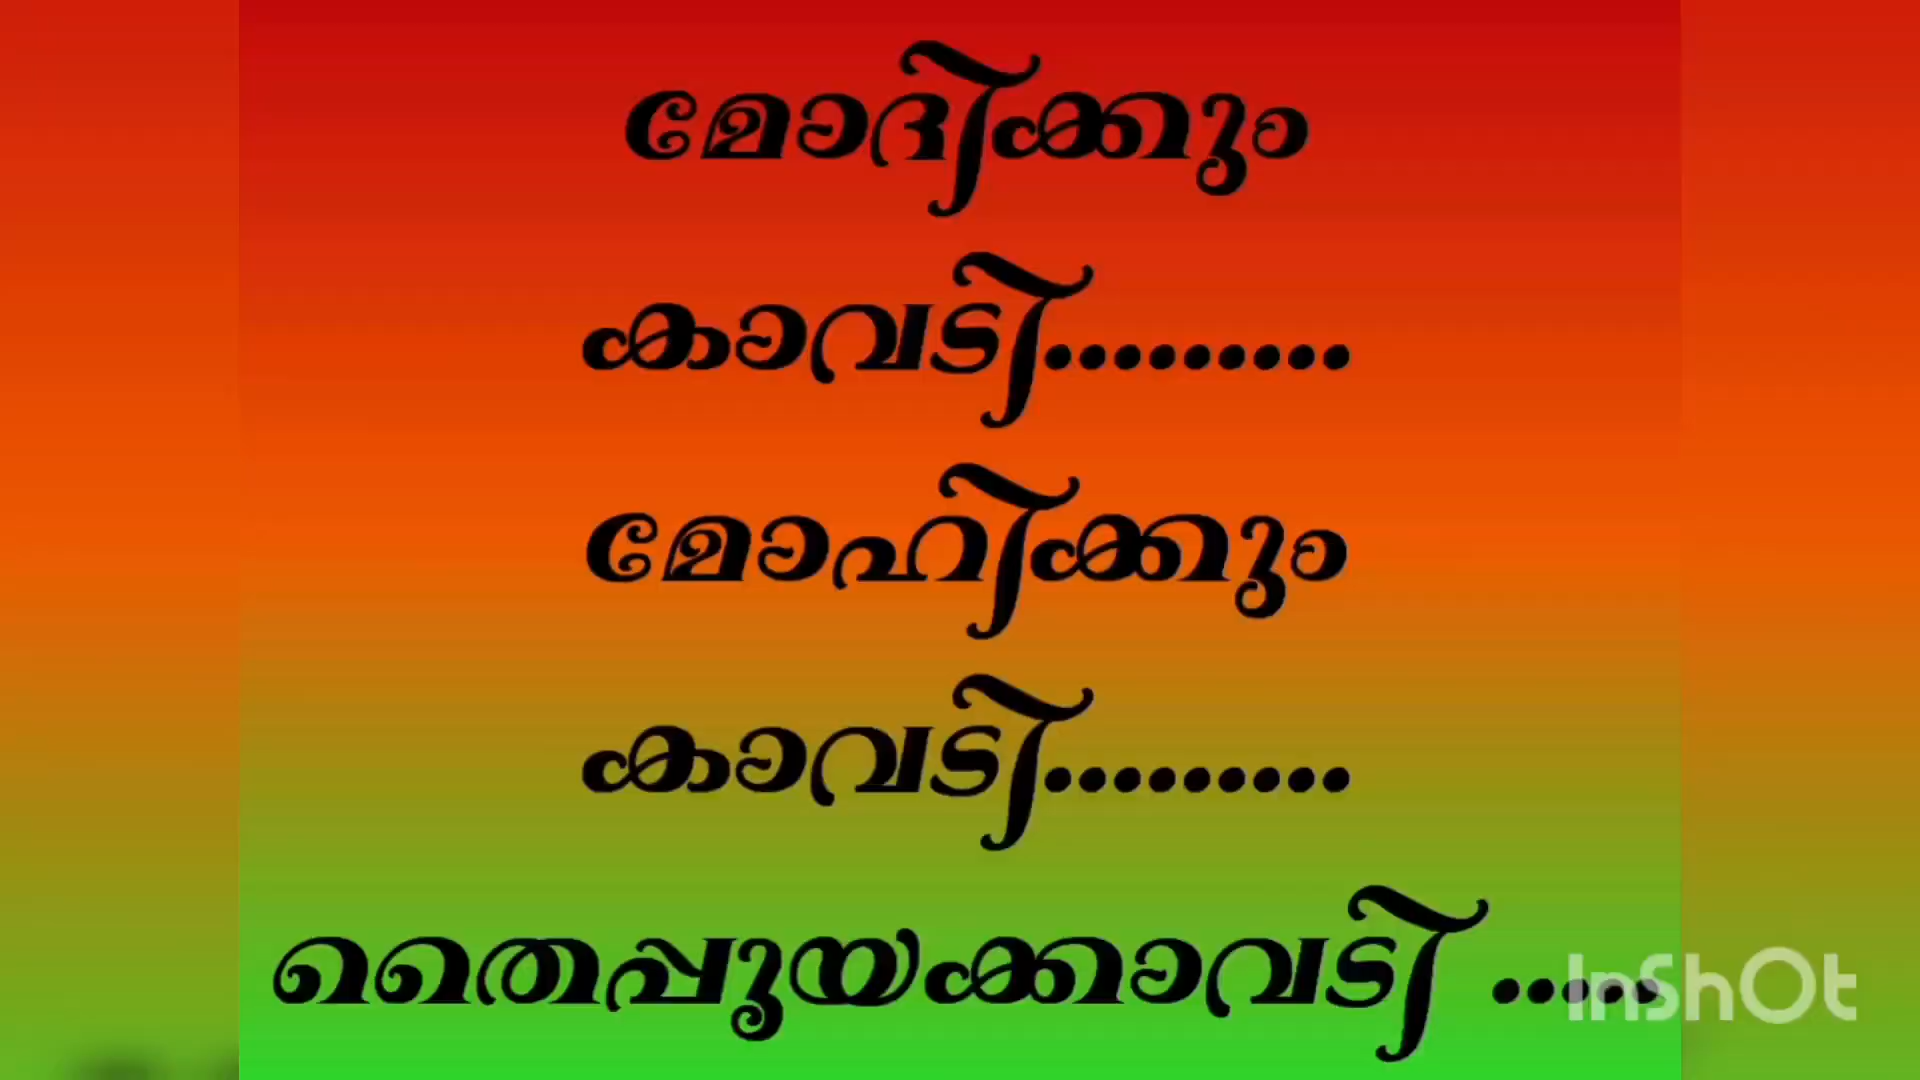 മോദിക്കും
കാവടി.........
മോഹിക്കും
കാവടി.........
തൈപ്പൂയക്കാവടി .....
InShOt